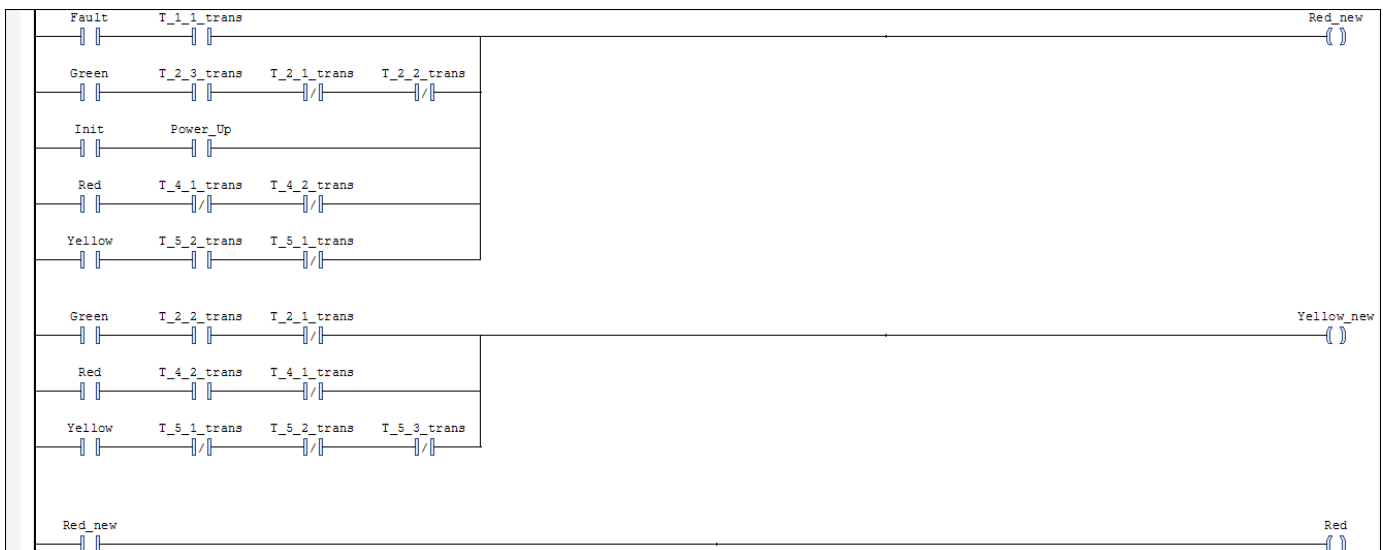 Fault T_1_1_trans Red_new
Green T_2_3_trans T_2_1_trans T_2_2_trans
Init Power_Up
Red T_4_1_trans T_4_2_trans
Yellow T_5_2_trans T_5_1_trans
Green T_2_2_trans T_2_1_trans Yellow_new
Red T_4_2_trans T_4_1_trans
Yellow T_5_1_trans T_5_2_trans T_5_3_trans
Red_new Red